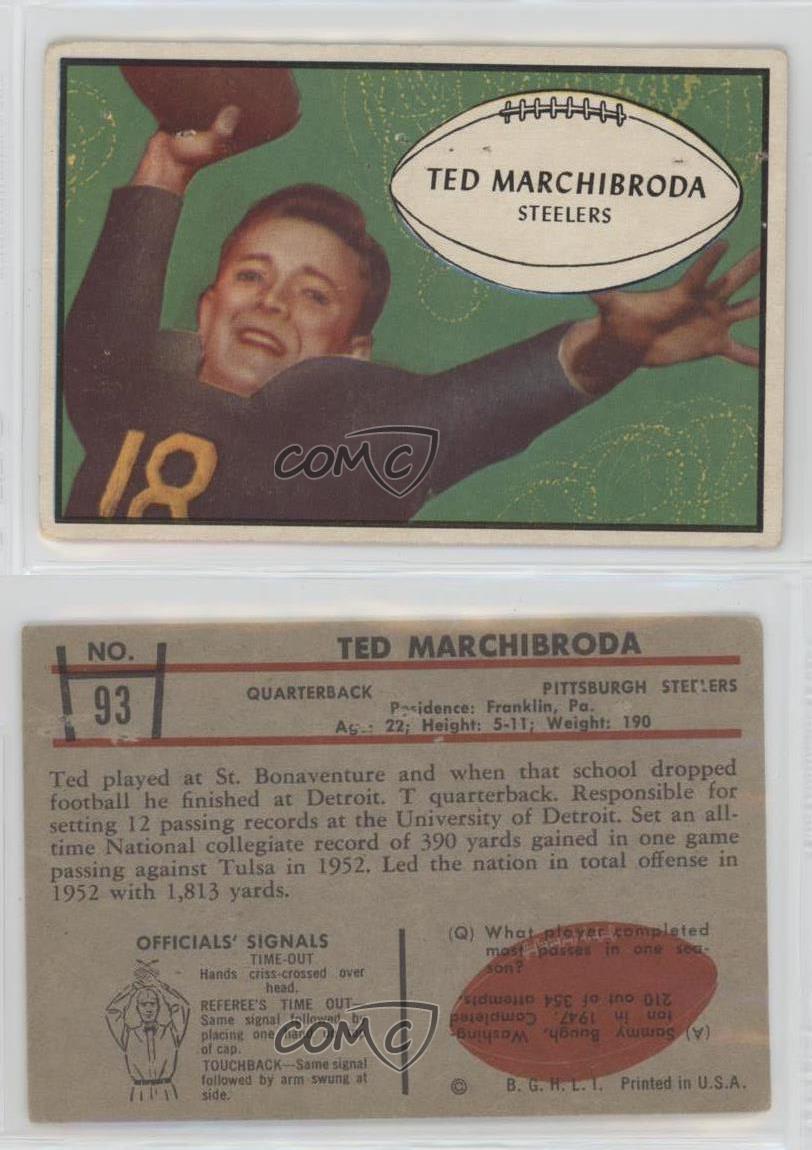 TED MARCHIBRODA
STEELERS
18
COMC
NO.
93
TED MARCHIBRODA
QUARTERBACK
PITTSBURGH STEELERS
Residence: Franklin, Pa.
Age: 22; Height: 5-11; Weight: 190
Ted played at St. Bonaventure and when that school dropped
football he finished at Detroit. T quarterback. Responsible for
setting 12 passing records at the University of Detroit. Set an all-
time National collegiate record of 390 yards gained in one game
passing against Tulsa in 1952. Led the nation in total offense in
1952 with 1,813 yards.
OFFICIALS' SIGNALS
TIME-OUT
Hands criss-crossed over
head.
REFEREE'S TIME OUT—
Same signal followed by
placing one hand on top
of cap.
TOUCHBACK—Same signal
followed by arm swung at
side.
(Q) What player completed
most passes in one sea-
son?
(A) Sammy Baugh, Washing-
ton in 1947. Completed
210 out of 354 attempts.
COMC
© B. G. H. L. I. Printed in U.S.A.